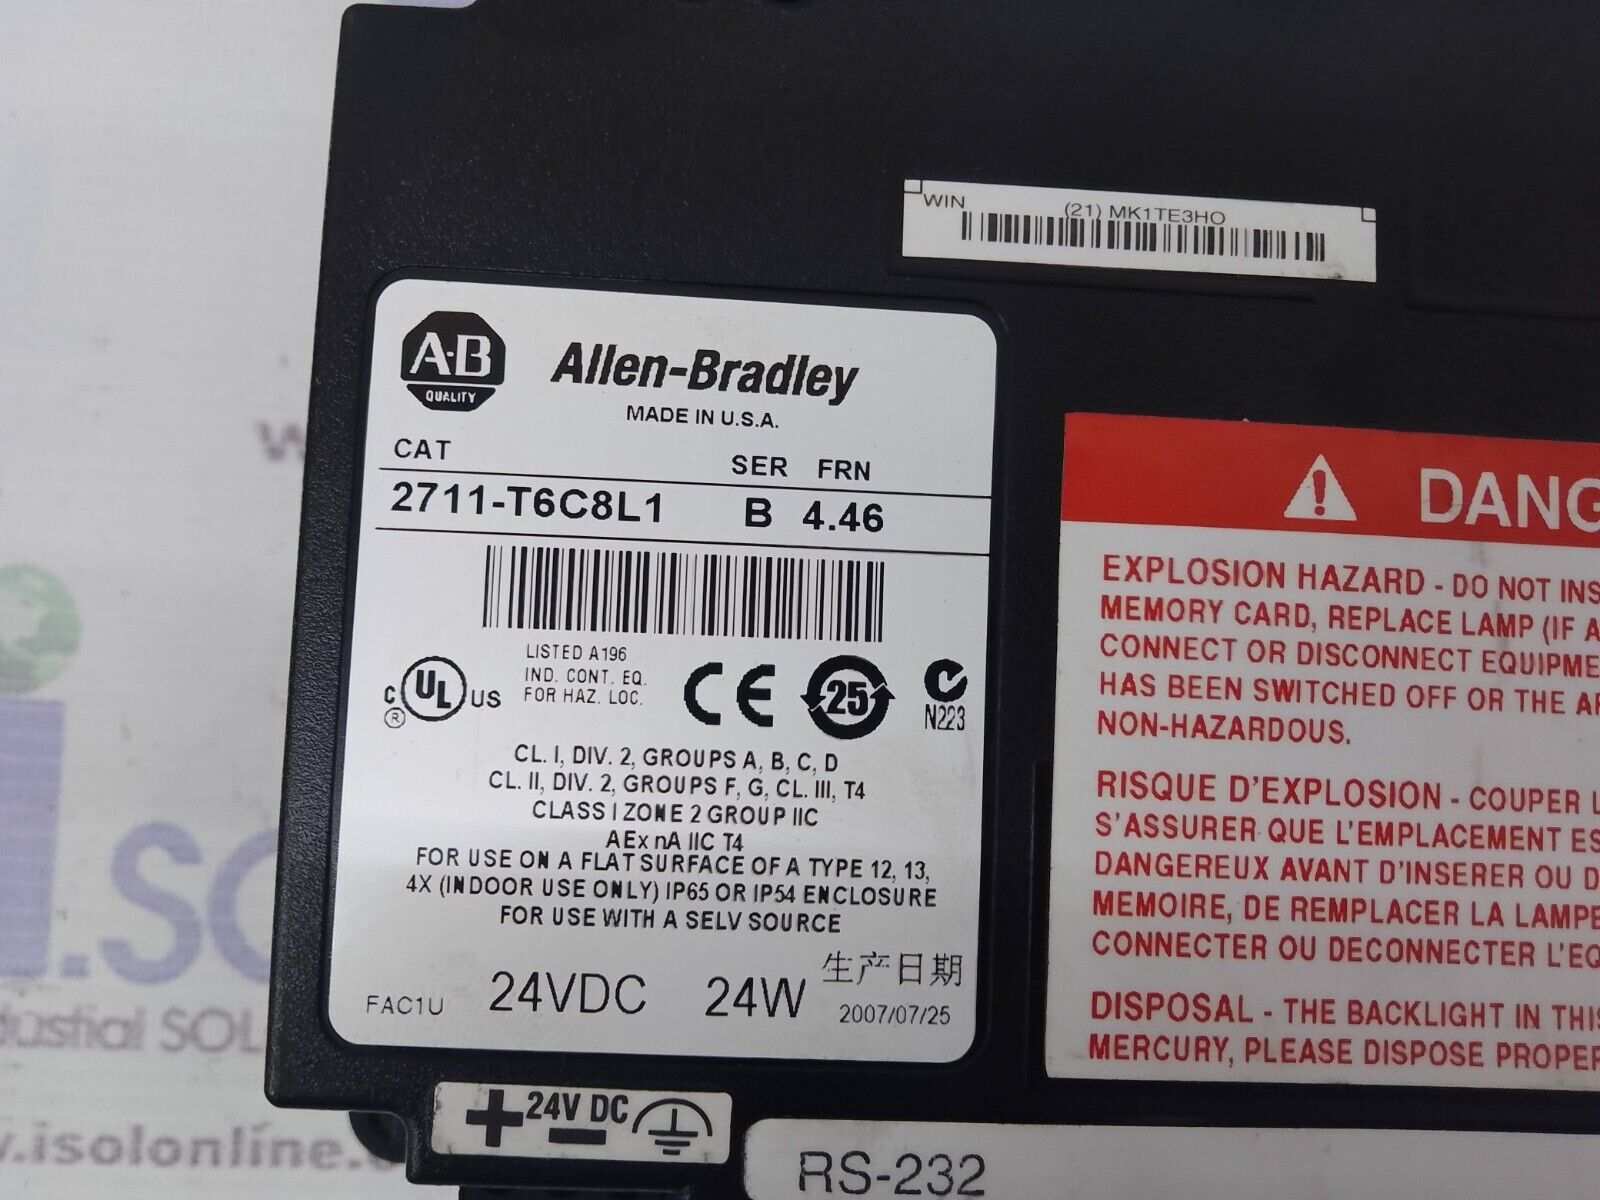 WIN (21) MK1TE3HO
A·B
QUALITY
Allen-Bradley
MADE IN U.S.A.
CAT SER FRN
2711-T6C8L1 B 4.46
LISTED A196
IND. CONT. EQ.
FOR HAZ. LOC.
C UL US
®
CE
25
N223
CL. I, DIV. 2, GROUPS A, B, C, D
CL. II, DIV. 2, GROUPS F, G, CL. III, T4
CLASS I ZONE 2 GROUP IIC
AEx nA IIC T4
FOR USE ON A FLAT SURFACE OF A TYPE 12, 13,
4X (INDOOR USE ONLY) IP65 OR IP54 ENCLOSURE
FOR USE WITH A SELV SOURCE
生产日期
FAC1U 24VDC 24W 2007/07/25
+ 24V DC −
RS-232
DANG
EXPLOSION HAZARD - DO NOT INS
MEMORY CARD, REPLACE LAMP (IF A
CONNECT OR DISCONNECT EQUIPME
HAS BEEN SWITCHED OFF OR THE AR
NON-HAZARDOUS.
RISQUE D'EXPLOSION - COUPER L
S'ASSURER QUE L'EMPLACEMENT ES
DANGEREUX AVANT D'INSERER OU D
MEMOIRE, DE REMPLACER LA LAMPE
CONNECTER OU DECONNECTER L'EQ
DISPOSAL - THE BACKLIGHT IN THIS
MERCURY, PLEASE DISPOSE PROPER
i.so
dustrial SOL
w.isolonline.